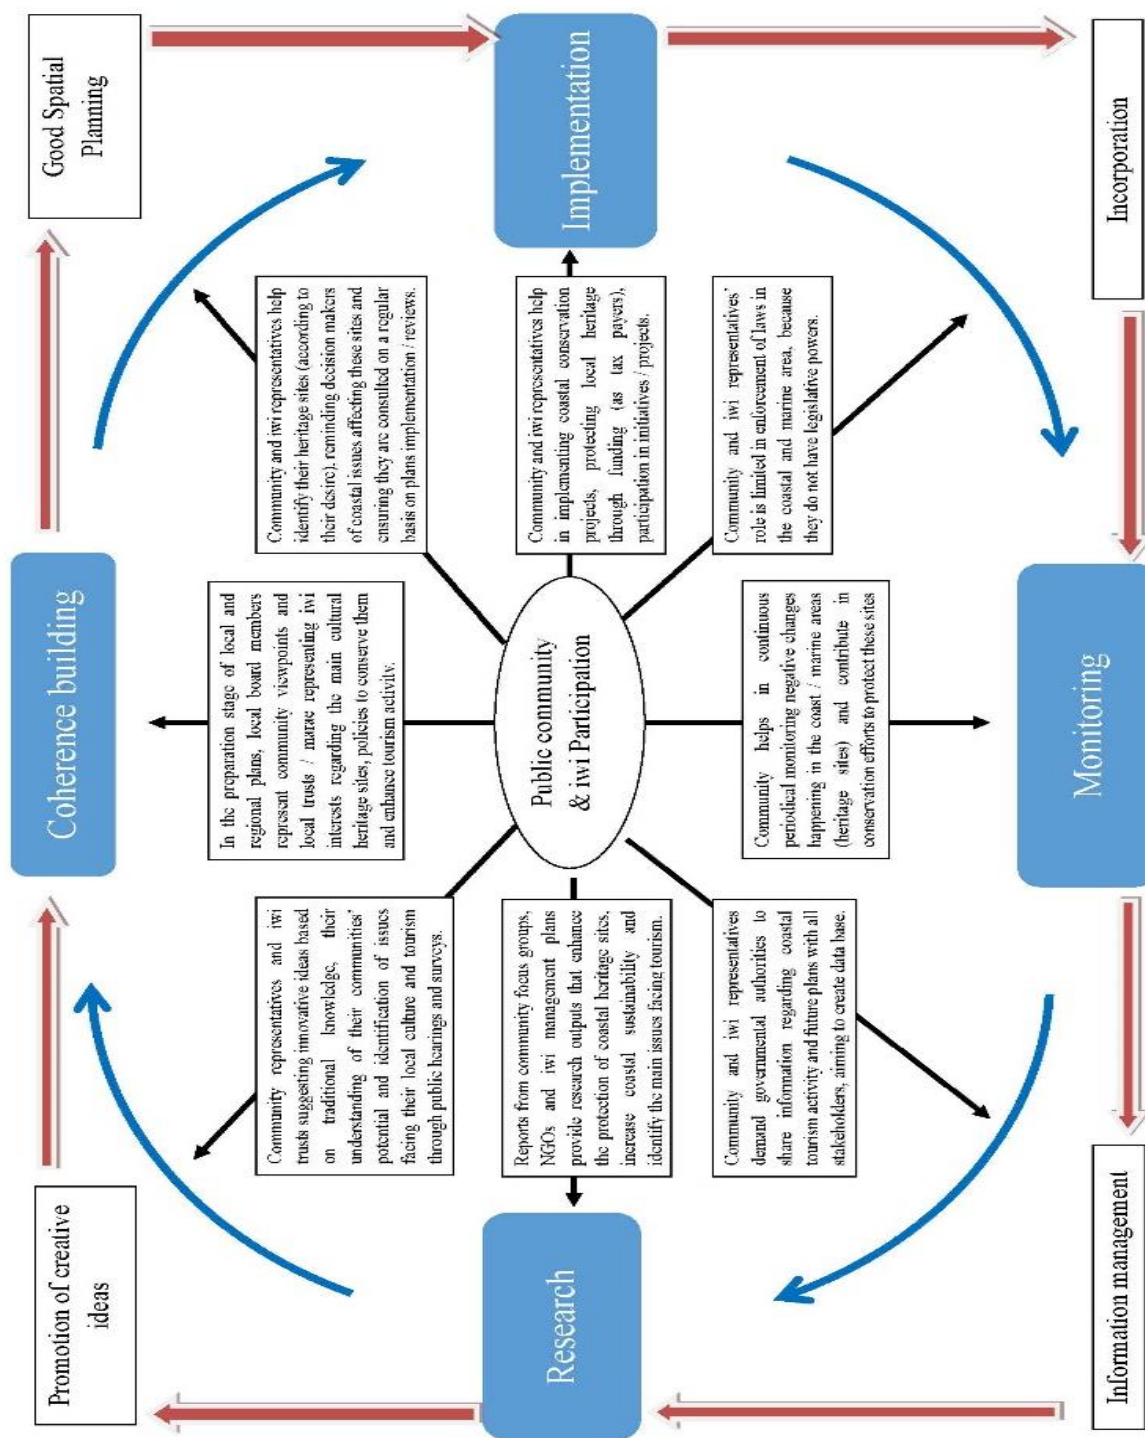 Promotion of creative
ideas
Coherence building
Good Spatial
Planning
Community representatives and iwi
trusts suggesting innovative ideas based
on traditional knowledge, their
understanding of their communities'
potential and identification of issues
facing their local culture and tourism
through public hearings and surveys.
In the preparation stage of local and
regional plans, local board members
represent community viewpoints and
local trusts / marae representing iwi
interests regarding the main cultural
heritage sites, policies to conserve them
and enhance tourism activity.
Community and iwi representatives help
identify their heritage sites (according to
their desire), reminding decision makers
of coastal issues affecting these sites and
ensuring they are consulted on a regular
basis on plans implementation / reviews.
Research
Reports from community focus groups,
NGOs and iwi management plans
provide research outputs that enhance
the protection of coastal heritage sites,
increase coastal sustainability and
identify the main issues facing tourism.
Public community
& iwi Participation
Community and iwi representatives help
in implementing coastal conservation
projects, protecting local heritage
through funding (as tax payers),
participation in initiatives / projects.
Implementation
Community and iwi representatives
demand governmental authorities to
share information regarding coastal
tourism activity and future plans with all
stakeholders, aiming to create data base.
Community helps in continuous
periodical monitoring negative changes
happening in the coast / marine areas
(heritage sites) and contribute in
conservation efforts to protect these sites
Community and iwi representatives'
role is limited in enforcement of laws in
the coastal and marine area, because
they do not have legislative powers.
Information management
Monitoring
Incorporation